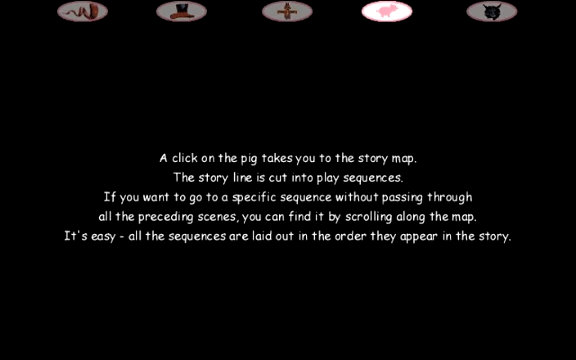 A click on the pig takes you to the story map.
The story line is cut into play sequences.
If you want to go to a specific sequence without passing through
all the preceding scenes, you can find it by scrolling along the map.
It's easy - all the sequences are laid out in the order they appear in the story.